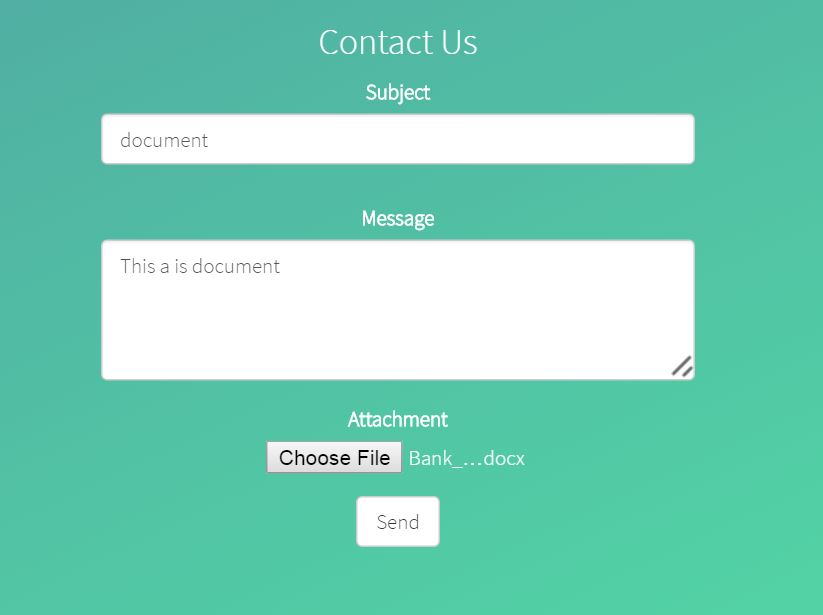 Contact Us
Subject
document
Message
This a is document
Attachment
Choose File Bank_...docx
Send